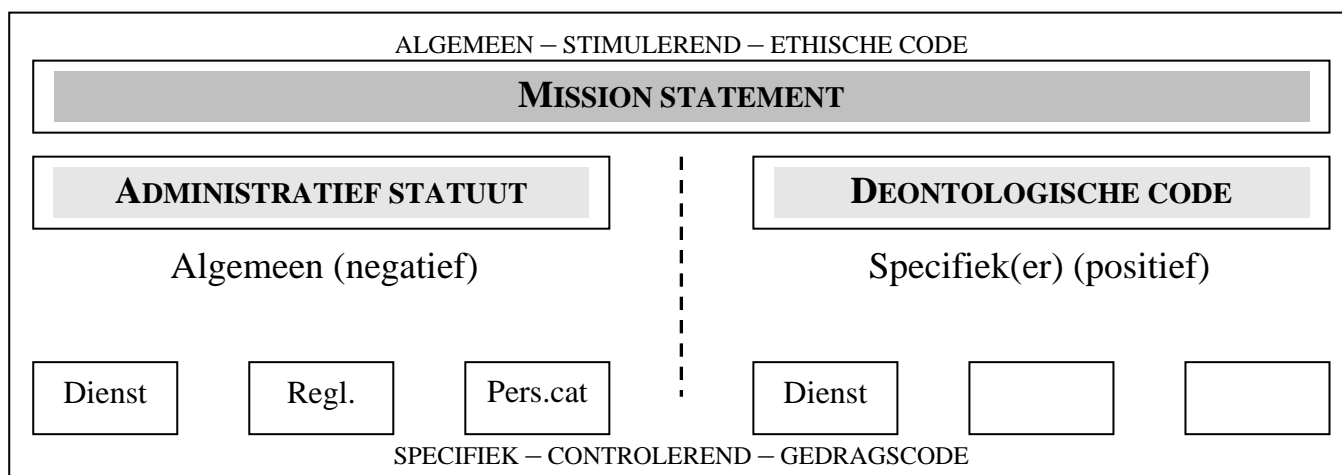 ALGEMEEN – STIMULEREND – ETHISCHE CODE
MISSION STATEMENT
ADMINISTRATIEF STATUUT
DEONTOLOGISCHE CODE
Algemeen (negatief)
Specifiek(er) (positief)
Dienst
Regl.
Pers.cat
Dienst
SPECIFIEK – CONTROLEREND – GEDRAGSCODE